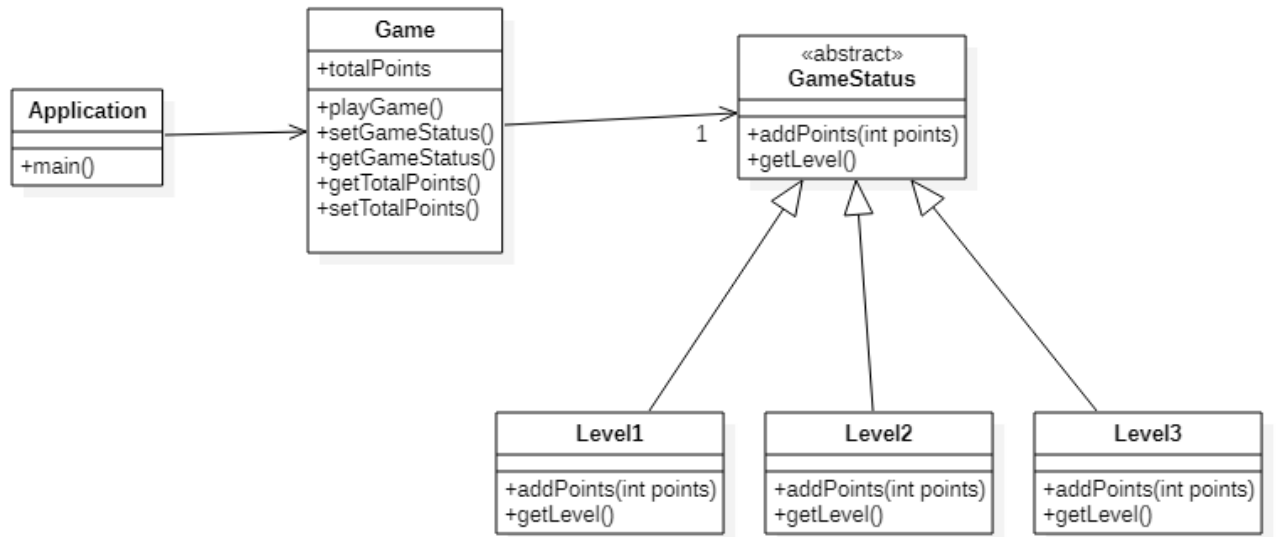 Application
+main()
Game
+totalPoints
+playGame()
+setGameStatus()
+getGameStatus()
+getTotalPoints()
+setTotalPoints()
1
«abstract»
GameStatus
+addPoints(int points)
+getLevel()
Level1
+addPoints(int points)
+getLevel()
Level2
+addPoints(int points)
+getLevel()
Level3
+addPoints(int points)
+getLevel()